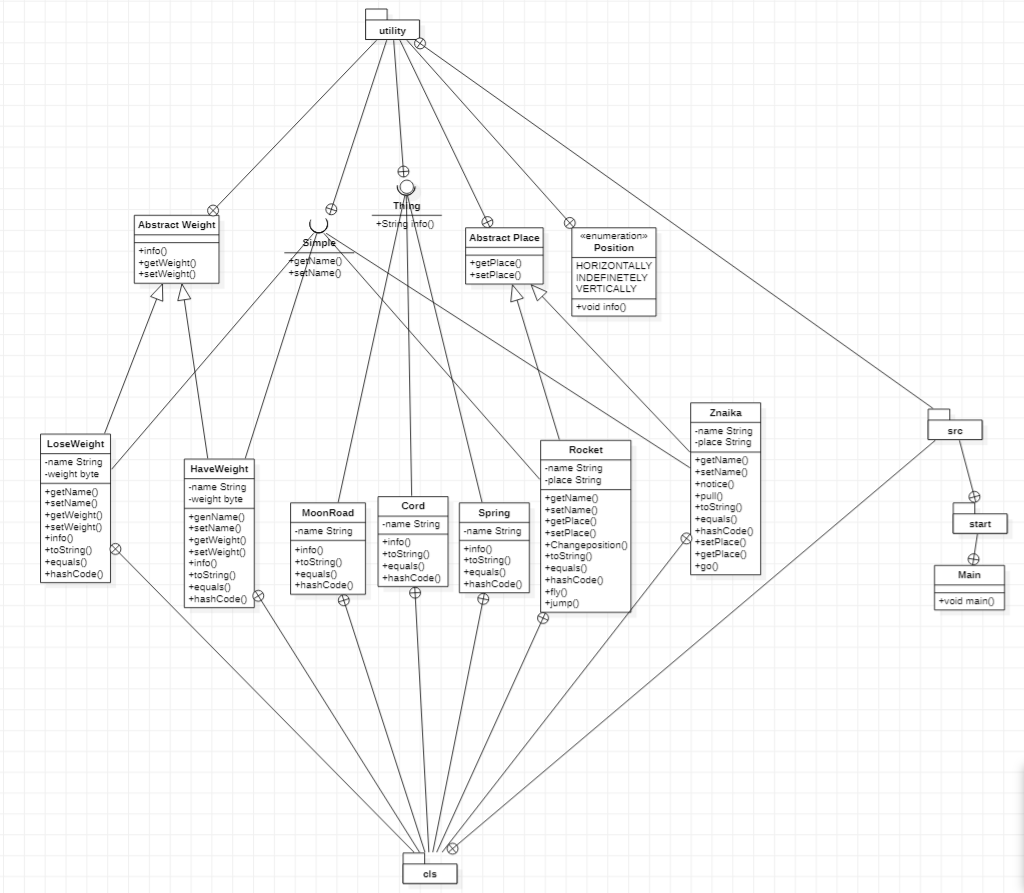 utility
Abstract Weight
+info()
+getWeight()
+setWeight()
Simple
+getName()
+setName()
Thing
+String info()
Abstract Place
+getPlace()
+setPlace()
«enumeration»
Position
HORIZONTALLY
INDEFINETELY
VERTICALLY
+void info()
LoseWeight
-name String
-weight byte
+getName()
+setName()
+getWeight()
+setWeight()
+info()
+toString()
+equals()
+hashCode()
HaveWeight
-name String
-weight byte
+genName()
+setName()
+getWeight()
+setWeight()
+info()
+toString()
+equals()
+hashCode()
MoonRoad
-name String
+info()
+toString()
+equals()
+hashCode()
Cord
-name String
+info()
+toString()
+equals()
+hashCode()
Spring
-name String
+info()
+toString()
+equals()
+hashCode()
Rocket
-name String
-place String
+getName()
+setName()
+getPlace()
+setPlace()
+Changeposition()
+toString()
+equals()
+hashCode()
+fly()
+jump()
Znaika
-name String
-place String
+getName()
+setName()
+notice()
+pull()
+toString()
+equals()
+hashCode()
+setPlace()
+getPlace()
+go()
src
start
Main
+void main()
cls